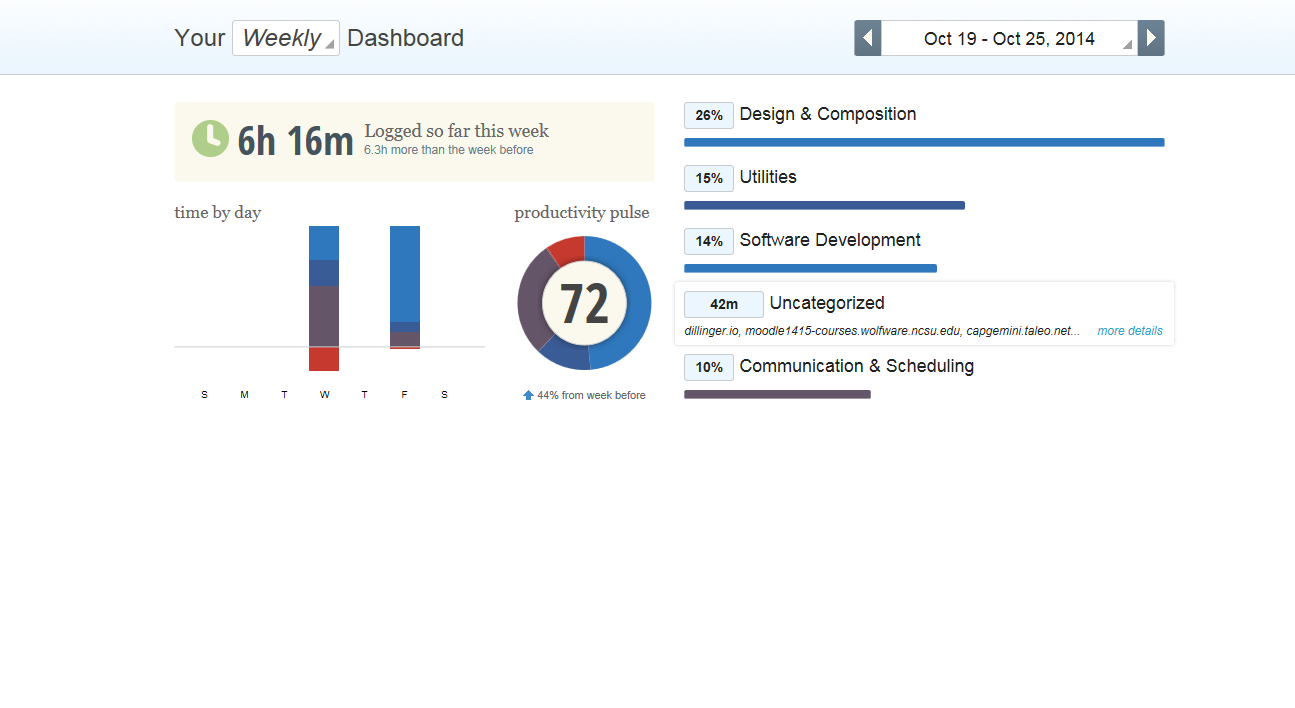 Your Weekly Dashboard
Oct 19 - Oct 25, 2014
6h 16m
Logged so far this week
6.3h more than the week before
time by day
S M T W T F S
productivity pulse
72
44% from week before
26% Design & Composition
15% Utilities
14% Software Development
42m Uncategorized
dillinger.io, moodle1415-courses.wolfware.ncsu.edu, capgemini.taleo.net... more details
10% Communication & Scheduling